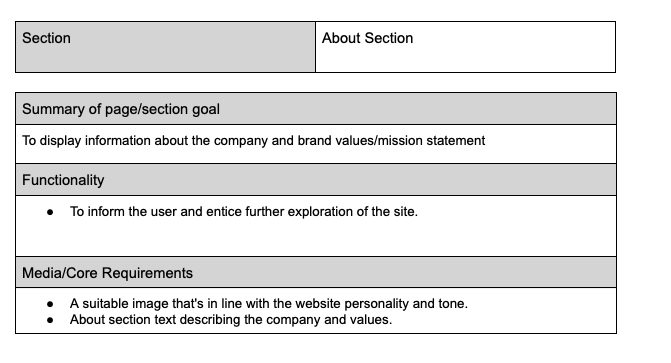 Section
About Section
Summary of page/section goal
To display information about the company and brand values/mission statement
Functionality
● To inform the user and entice further exploration of the site.
Media/Core Requirements
● A suitable image that's in line with the website personality and tone.
● About section text describing the company and values.